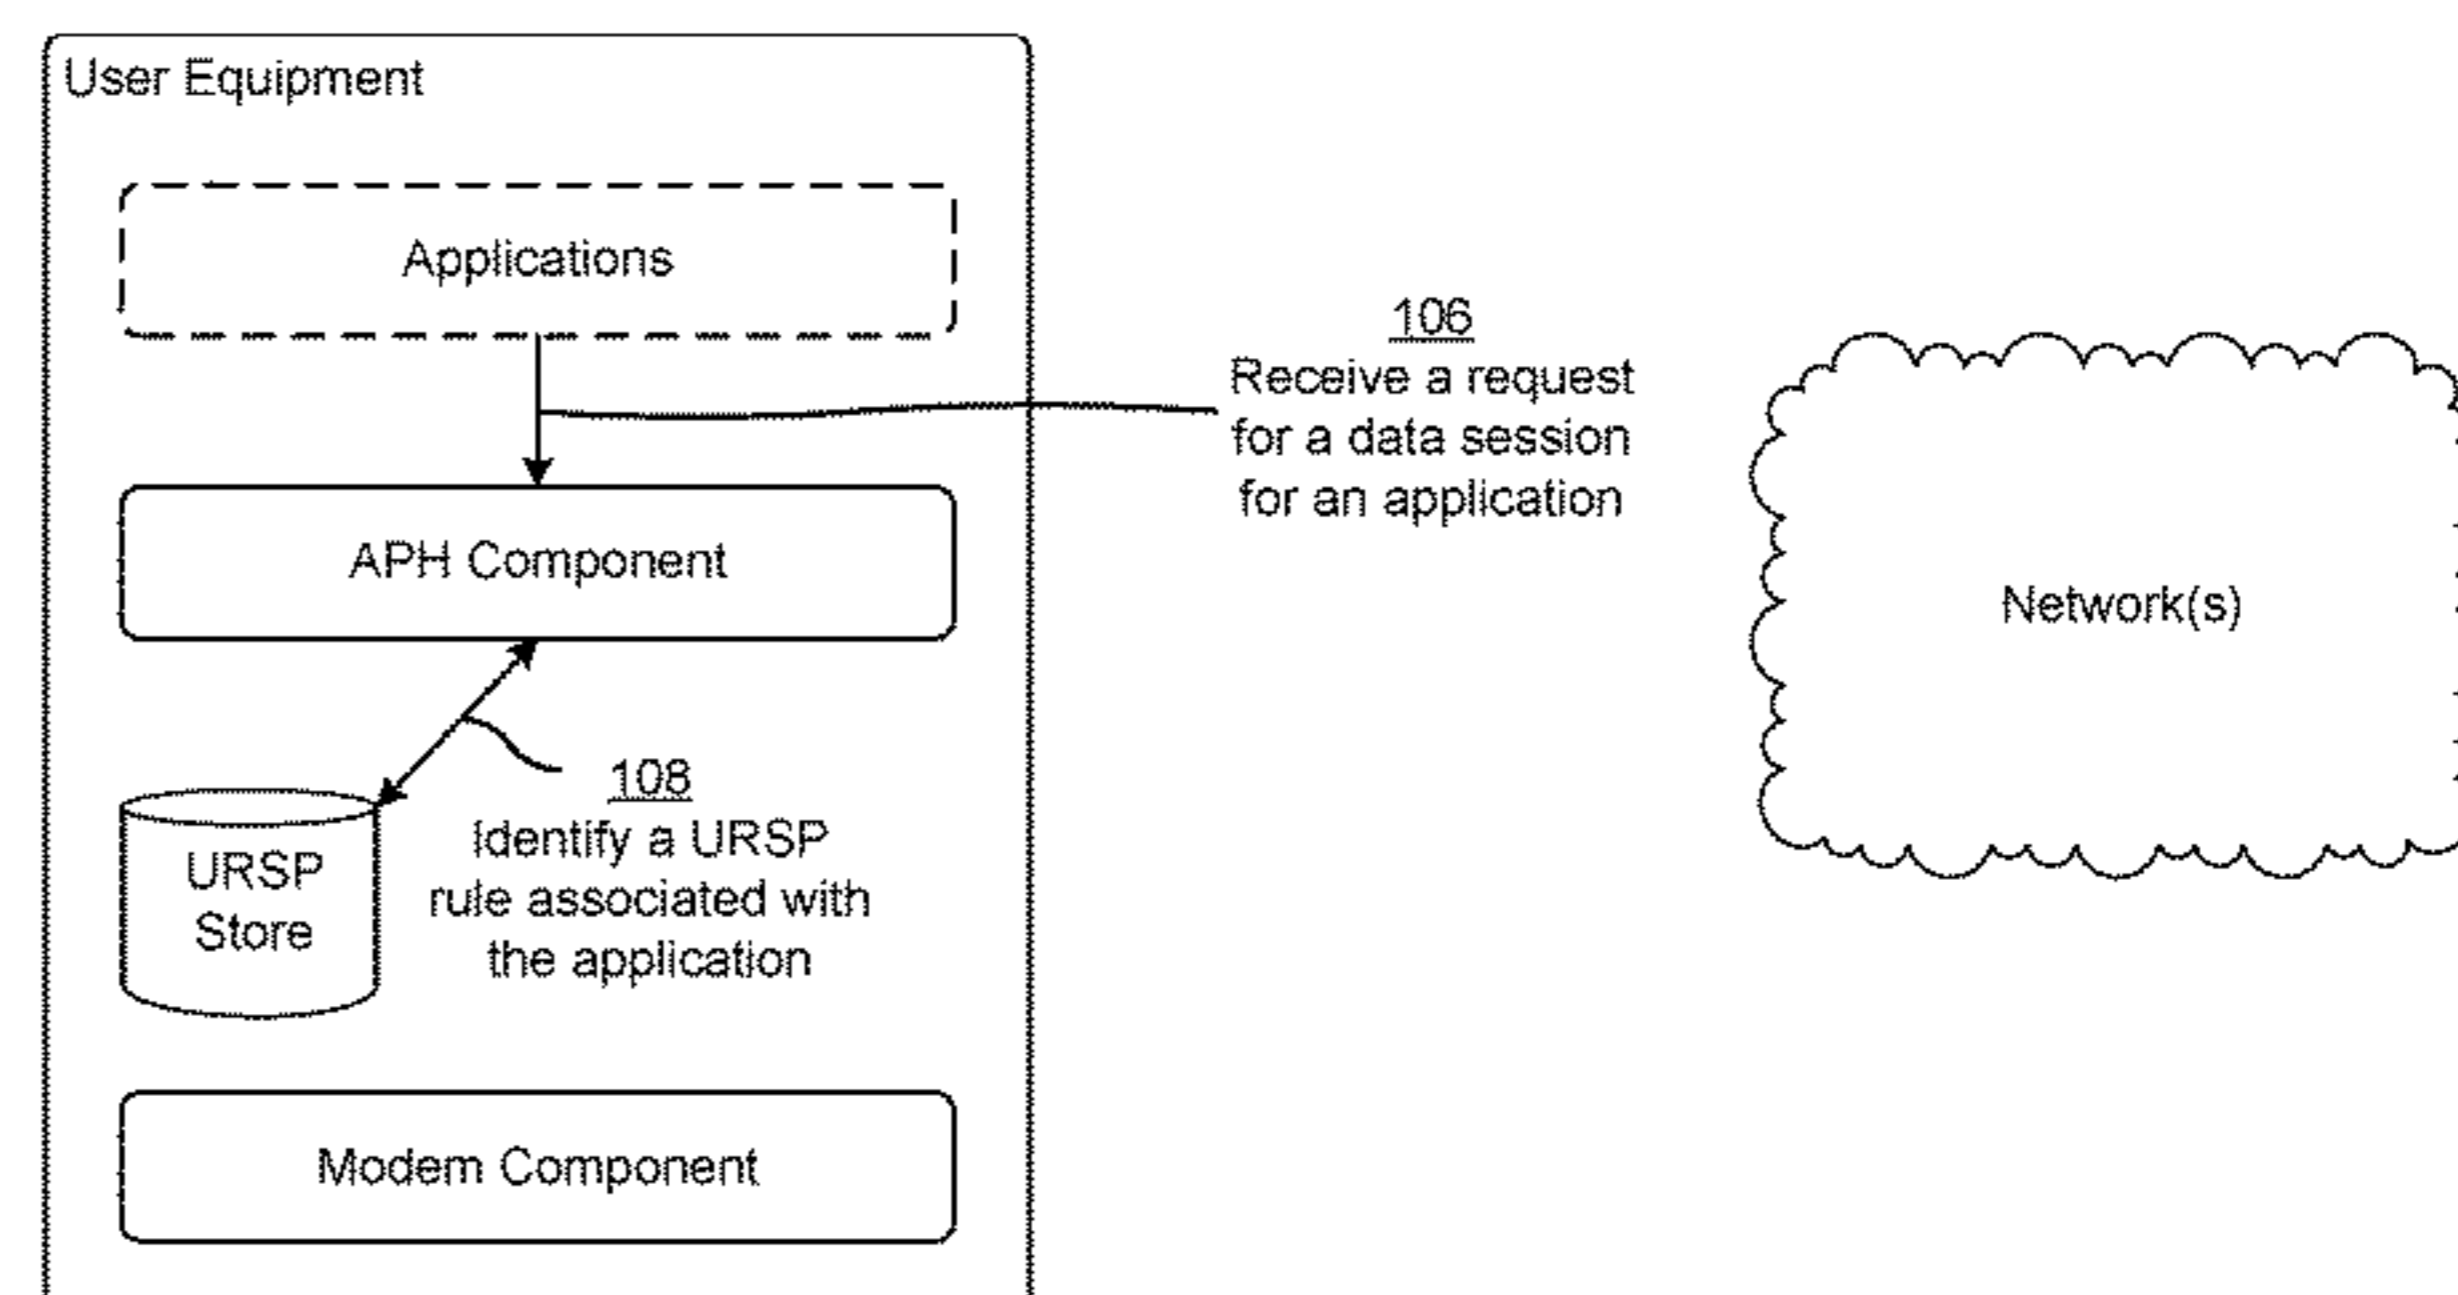 User Equipment
Applications
106
Receive a request
for a data session
for an application
APH Component
Network(s)
108
Identify a URSP
rule associated with
the application
URSP
Store
Modem Component